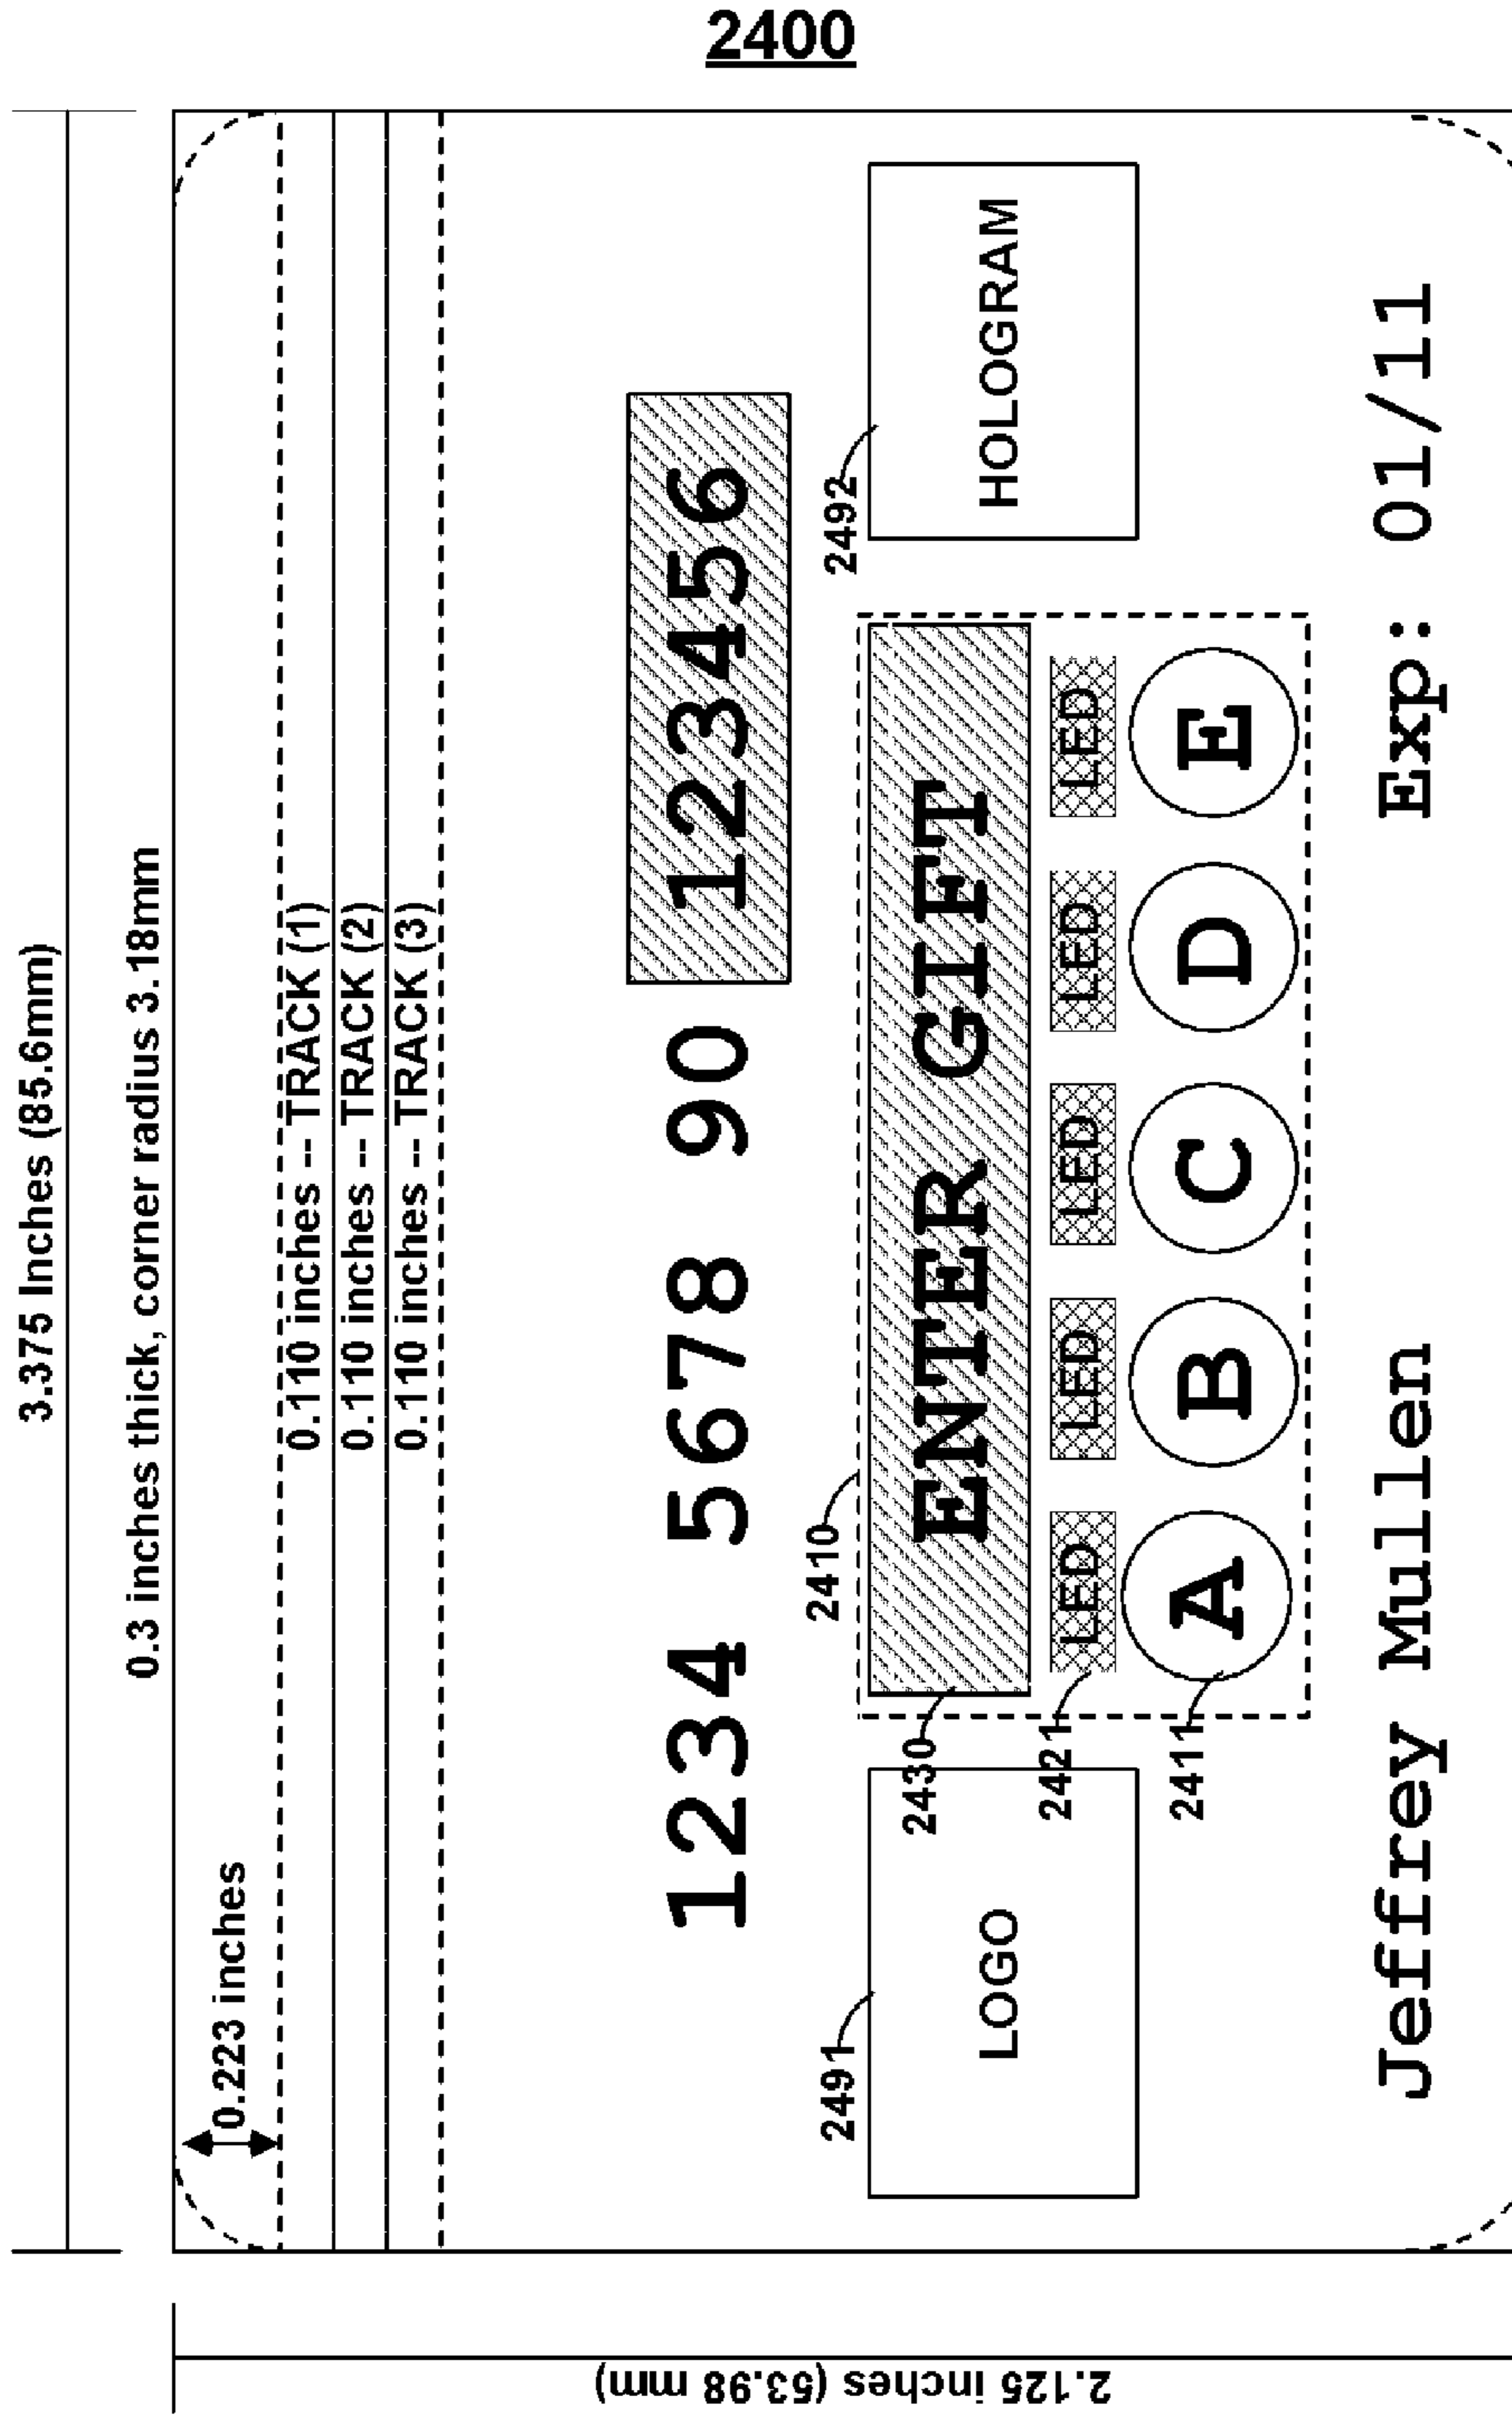 2400
3.375 Inches (85.6mm)
0.3 inches thick, corner radius 3.18mm
0.223 inches
0.110 inches -- TRACK (1)
0.110 inches -- TRACK (2)
0.110 inches -- TRACK (3)
2.125 inches (53.98 mm)
1234 5678 90 123456
2491
2410
2492
LOGO
ENTER GIFT
HOLOGRAM
2430
LED LED LED LED LED
2421
A B C D E
2411
Jeffrey Mullen Exp: 01/11